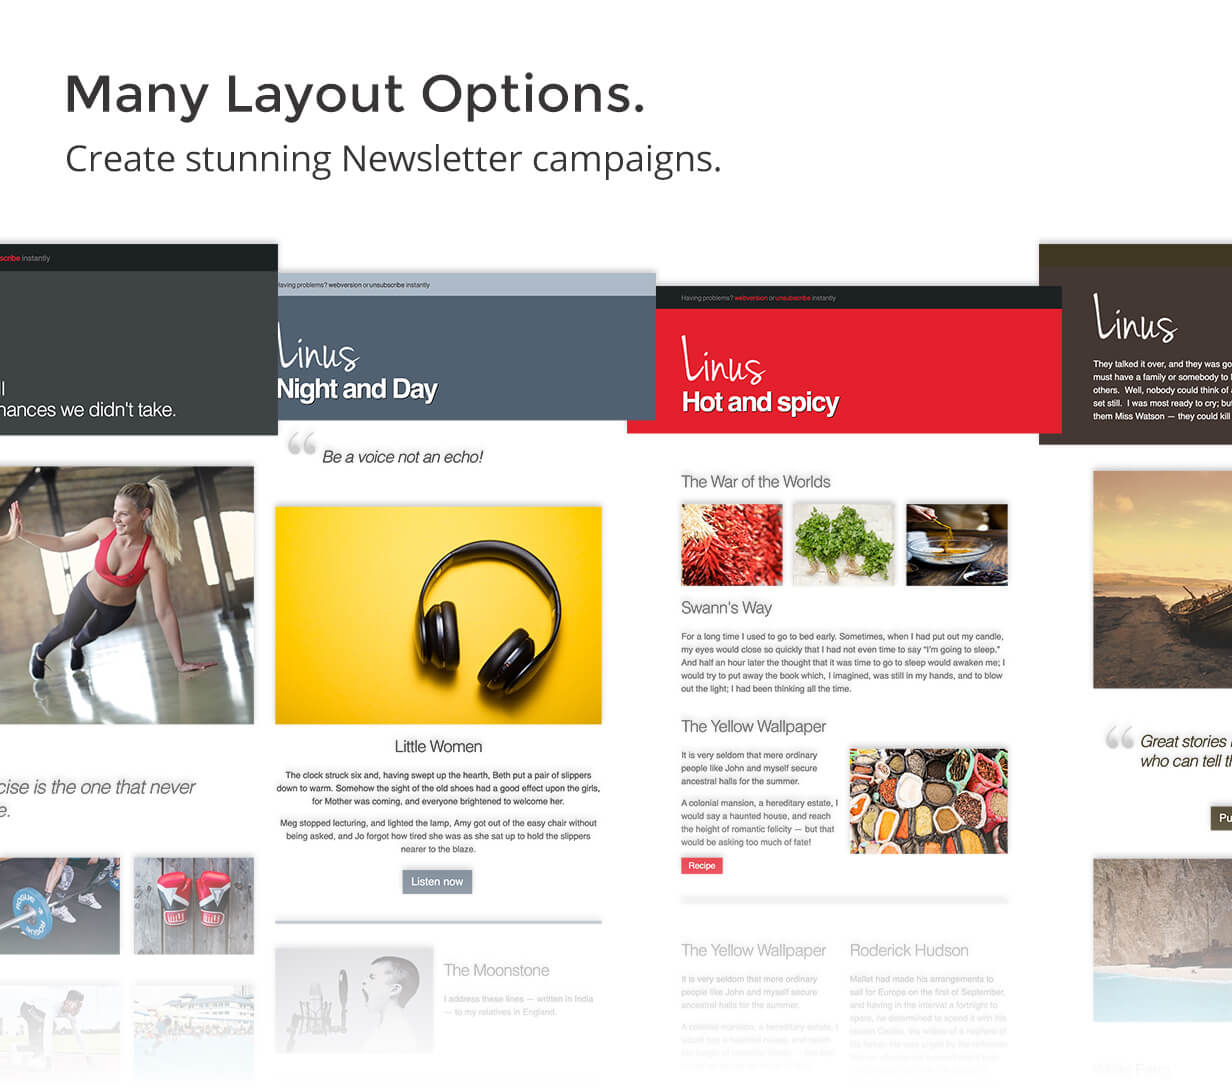 Many Layout Options.
Create stunning Newsletter campaigns.
scribe instantly
hances we didn't take.
cise is the one that never
e.
Having problems? webversion or unsubscribe instantly
Linus
Night and Day
“ Be a voice not an echo!
Little Women
The clock struck six and, having swept up the hearth, Beth put a pair of slippers
down to warm. Somehow the sight of the old shoes had a good effect upon the girls,
for Mother was coming, and everyone brightened to welcome her.
Meg stopped lecturing, and lighted the lamp, Amy got out of the easy chair without
being asked, and Jo forgot how tired she was as she sat up to hold the slippers
nearer to the blaze.
Listen now
The Moonstone
I address these lines — written in India
— to my relatives in England.
Having problems? webversion or unsubscribe instantly
Linus
Hot and spicy
The War of the Worlds
Swann's Way
For a long time I used to go to bed early. Sometimes, when I had put out my candle,
my eyes would close so quickly that I had not even time to say “I’m going to sleep.”
And half an hour later the thought that it was time to go to sleep would awaken me; I
would try to put away the book which, I imagined, was still in my hands, and to blow
out the light; I had been thinking all the time.
The Yellow Wallpaper
It is very seldom that mere ordinary
people like John and myself secure
ancestral halls for the summer.
A colonial mansion, a hereditary estate, I
would say a haunted house, and reach
the height of romantic felicity — but that
would be asking too much of fate!
Recipe
The Yellow Wallpaper
It is very seldom that mere ordinary
people like John and myself secure
ancestral halls for the summer.
A colonial mansion, a hereditary estate, I
would say a haunted house, and reach
Roderick Hudson
Mallet had made his arrangements to
sail for Europe on the first of September,
and having in the interval a fortnight to
spare, he determined to spend it with his
Linus
They talked it over, and they was go
must have a family or somebody to
others. Well, nobody could think of
set still. I was most ready to cry; bu
them Miss Watson — they could kill
“ Great stories
who can tell th
Pu